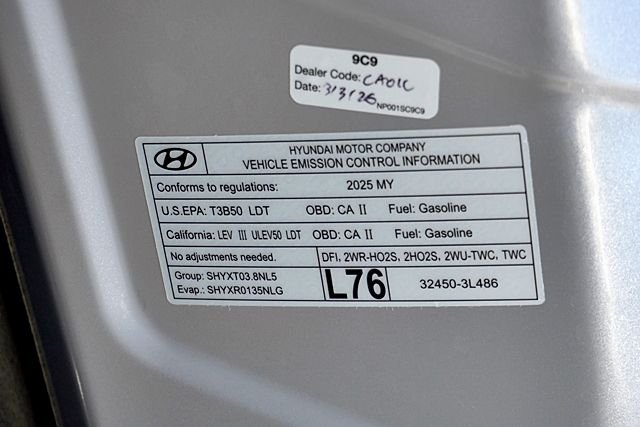 9C9
Dealer Code: CA01C
Date: 3/3/26
NP001SC9C9
HYUNDAI MOTOR COMPANY
VEHICLE EMISSION CONTROL INFORMATION
Conforms to regulations: 2025 MY
U.S.EPA: T3B50 LDT OBD: CA II Fuel: Gasoline
California: LEV III ULEV50 LDT OBD: CA II Fuel: Gasoline
No adjustments needed. DFI, 2WR-HO2S, 2HO2S, 2WU-TWC, TWC
Group: SHYXT03.8NL5
Evap.: SHYXR0135NLG
L76
32450-3L486